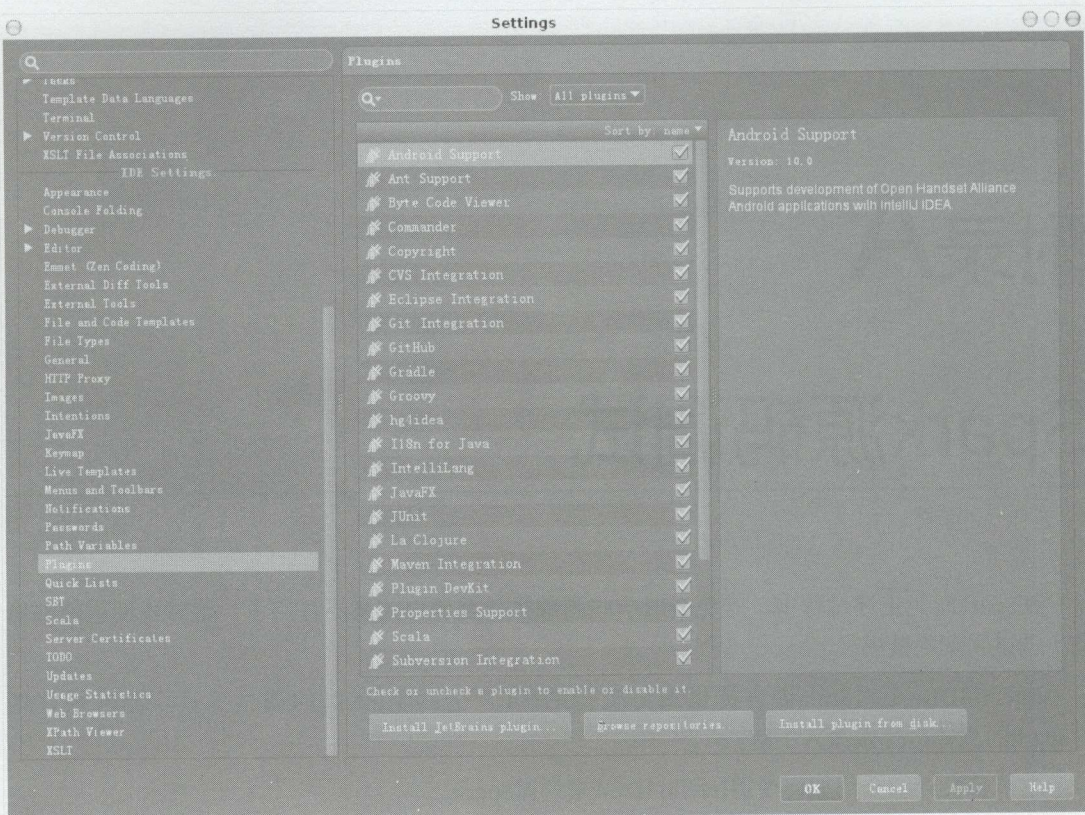 Settings
Tools
Template Data Languages
Terminal
Version Control
XSLT File Associations
IDE Settings
Appearance
Console Folding
Debugger
Editor
Emmet (Zen Coding)
External Diff Tools
External Tools
File and Code Templates
File Types
General
HTTP Proxy
Images
Intentions
JavaFX
Keymap
Live Templates
Menus and Toolbars
Notifications
Passwords
Path Variables
Plugins
Quick Lists
SBT
Scala
Server Certificates
TODO
Updates
Usage Statistics
Web Browsers
XPath Viewer
XSLT
Plugins
Show: All plugins
Sort by: name
Android Support
Ant Support
Byte Code Viewer
Commander
Copyright
CVS Integration
Eclipse Integration
Git Integration
GitHub
Gradle
Groovy
hg4idea
I18n for Java
IntelliLang
JavaFX
JUnit
La Clojure
Maven Integration
Plugin DevKit
Properties Support
Scala
Subversion Integration
Check or uncheck a plugin to enable or disable it.
Install JetBrains plugin...
Browse repositories...
Install plugin from disk...
Android Support
Version: 10.0
Supports development of Open Handset Alliance
Android applications with IntelliJ IDEA
OK
Cancel
Apply
Help